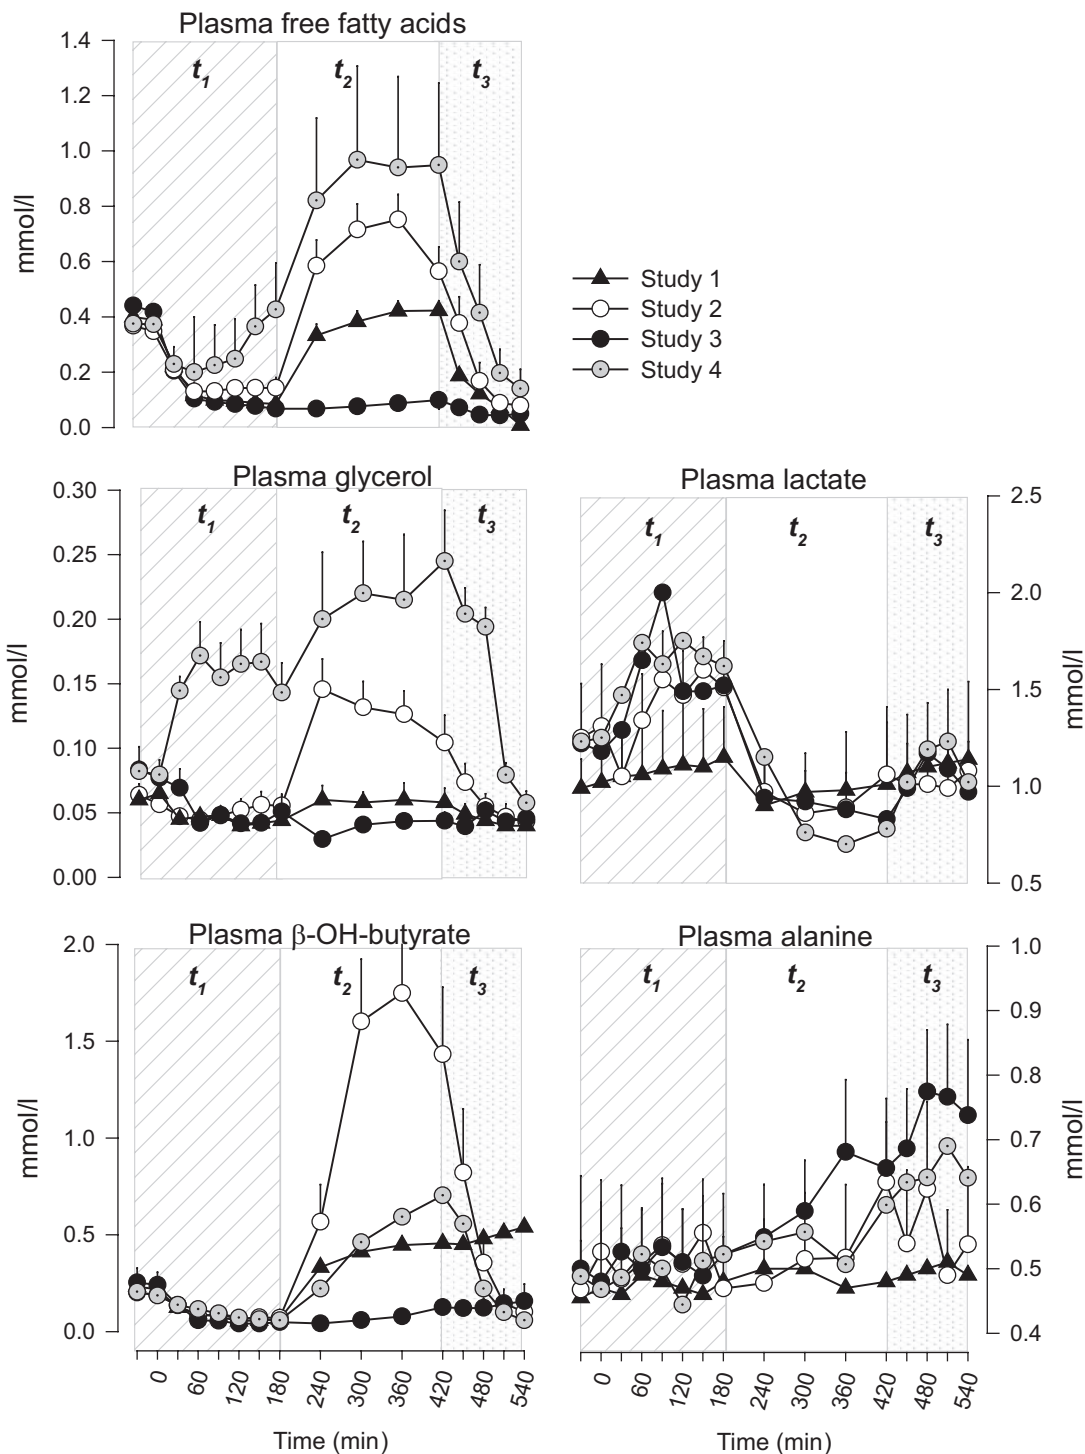 Plasma free fatty acids
1.4
1.2
1.0
0.8
0.6
0.4
0.2
0.0
mmol/l
t1
t2
t3
Study 1
Study 2
Study 3
Study 4
Plasma glycerol
0.30
0.25
0.20
0.15
0.10
0.05
0.00
mmol/l
t1
t2
t3
Plasma lactate
2.5
2.0
1.5
1.0
0.5
mmol/l
t1
t2
t3
Plasma β-OH-butyrate
2.0
1.5
1.0
0.5
0.0
mmol/l
t1
t2
t3
0 60 120 180 240 300 360 420 480 540
Time (min)
Plasma alanine
1.0
0.9
0.8
0.7
0.6
0.5
0.4
mmol/l
t1
t2
t3
0 60 120 180 240 300 360 420 480 540
Time (min)